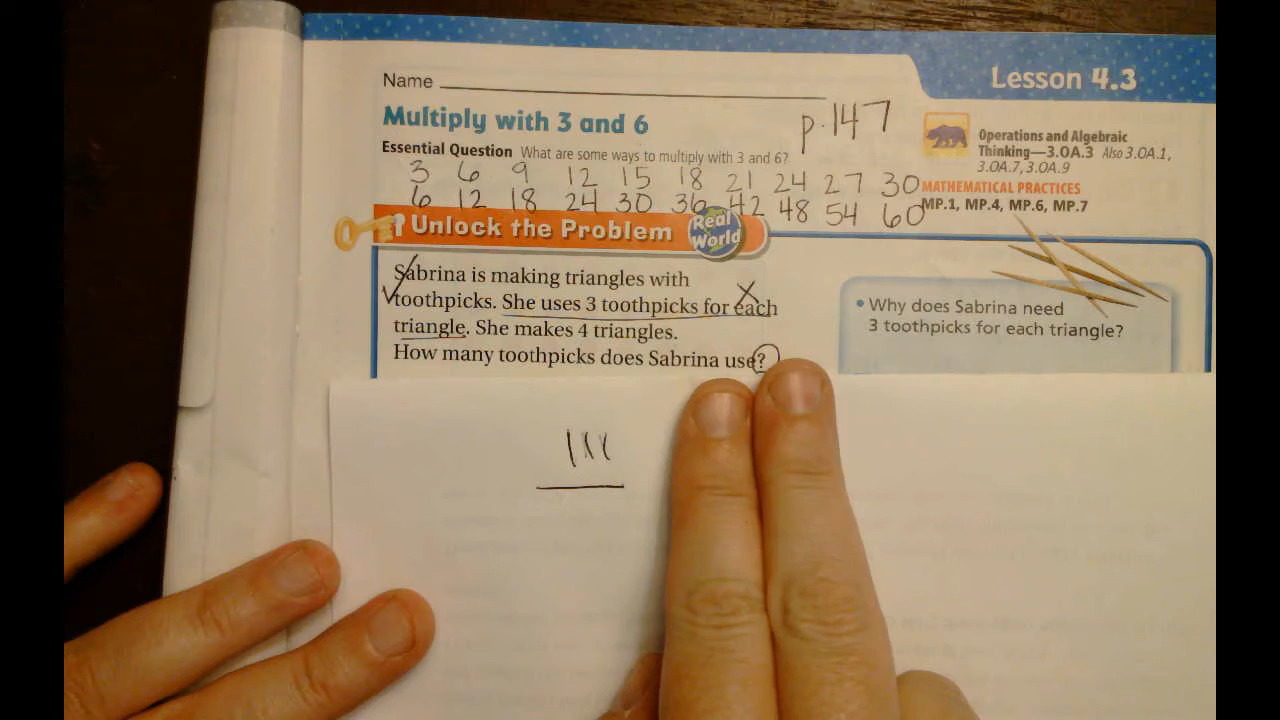 Lesson 4.3
Name
Multiply with 3 and 6
p.147
Essential Question What are some ways to multiply with 3 and 6?
3 6 9 12 15 18 21 24 27 30
6 12 18 24 30 36 42 48 54 60
Operations and Algebraic
Thinking—3.OA.3 Also 3.OA.1,
3.OA.7, 3.OA.9
MATHEMATICAL PRACTICES
MP.1, MP.4, MP.6, MP.7
Unlock the Problem
Real
World
Sabrina is making triangles with
toothpicks. She uses 3 toothpicks for each
triangle. She makes 4 triangles.
How many toothpicks does Sabrina use?
• Why does Sabrina need
3 toothpicks for each triangle?